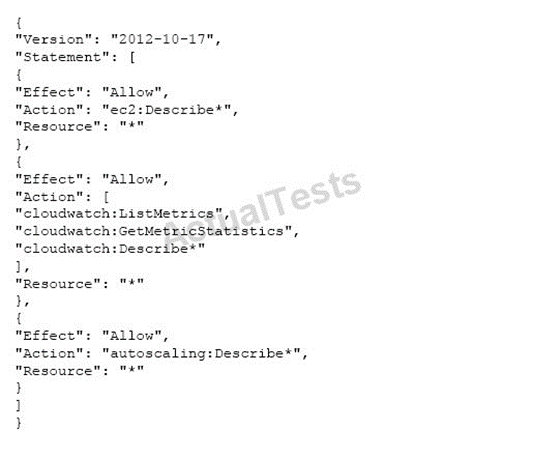 {
"Version": "2012-10-17",
"Statement": [
{
"Effect": "Allow",
"Action": "ec2:Describe*",
"Resource": "*"
},
{
"Effect": "Allow",
"Action": [
"cloudwatch:ListMetrics",
"cloudwatch:GetMetricStatistics",
"cloudwatch:Describe*"
],
"Resource": "*"
},
{
"Effect": "Allow",
"Action": "autoscaling:Describe*",
"Resource": "*"
}
]
}
ActualTests